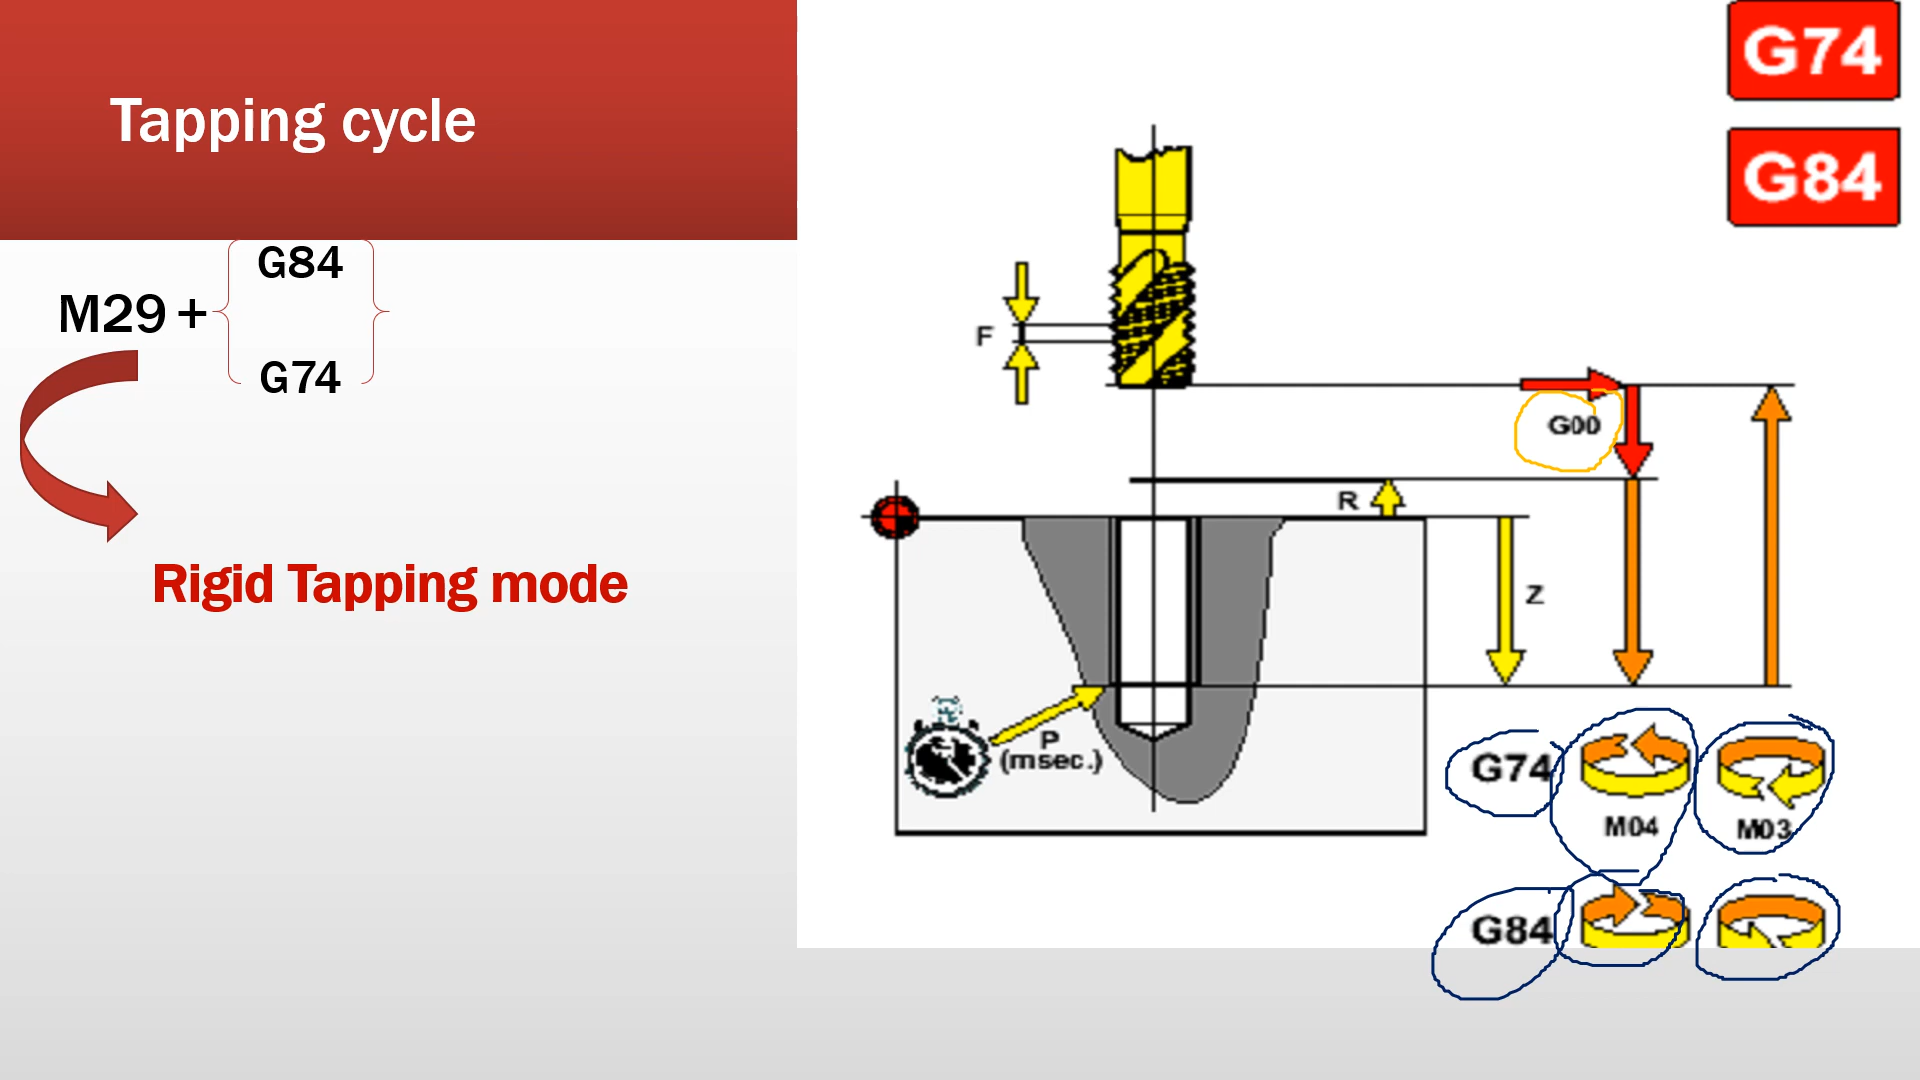 Tapping cycle
G84
M29 +
G74
Rigid Tapping mode
G74
G84
F
G00
R
Z
P
(msec.)
G74
M04
M03
G84